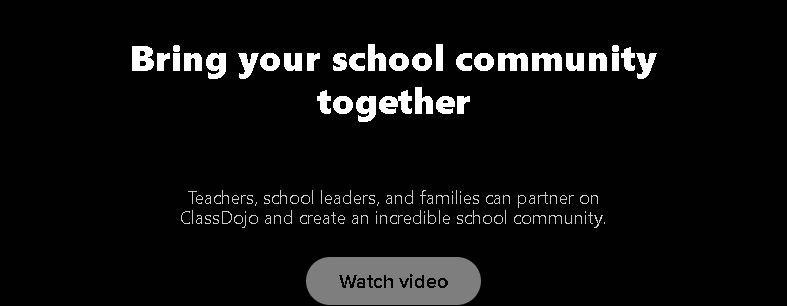 Bring your school community
together
Teachers, school leaders, and families can partner on
ClassDojo and create an incredible school community.
Watch video